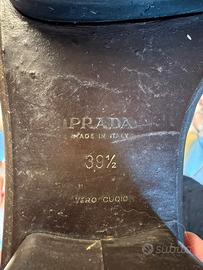 PRADA
MADE IN ITALY
39½
VERO CUOIO
subito